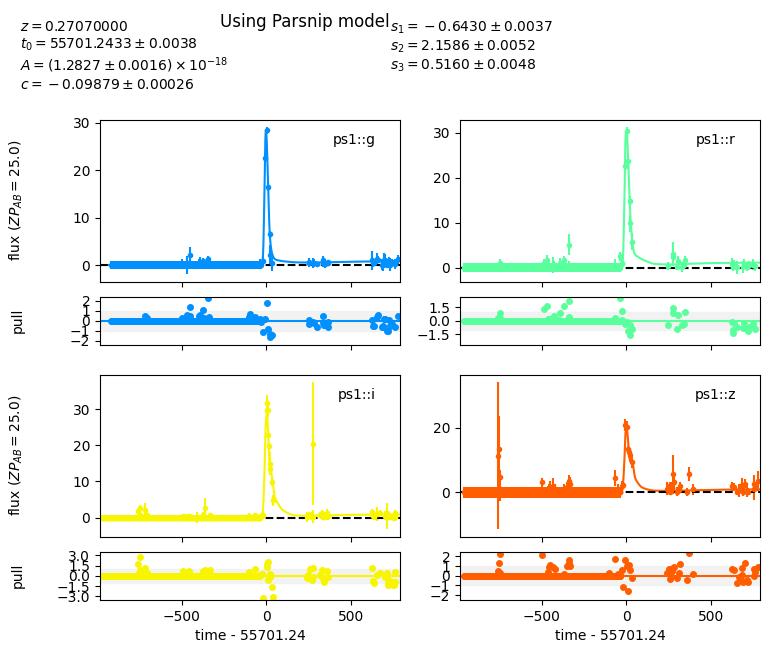 Using Parsnip model
z = 0.27070000
t₀ = 55701.2433 ± 0.0038
A = (1.2827 ± 0.0016) × 10⁻¹⁸
c = −0.09879 ± 0.00026
s₁ = −0.6430 ± 0.0037
s₂ = 2.1586 ± 0.0052
s₃ = 0.5160 ± 0.0048
flux (ZP_AB = 25.0)
30
20
10
0
ps1::g
30
20
10
0
ps1::r
pull
2
1
0
−1
−2
1.5
0.0
−1.5
flux (ZP_AB = 25.0)
30
20
10
0
ps1::i
20
0
ps1::z
pull
3.0
1.5
0.0
−1.5
−3.0
2
1
0
−1
−2
−500
0
500
time - 55701.24
−500
0
500
time - 55701.24